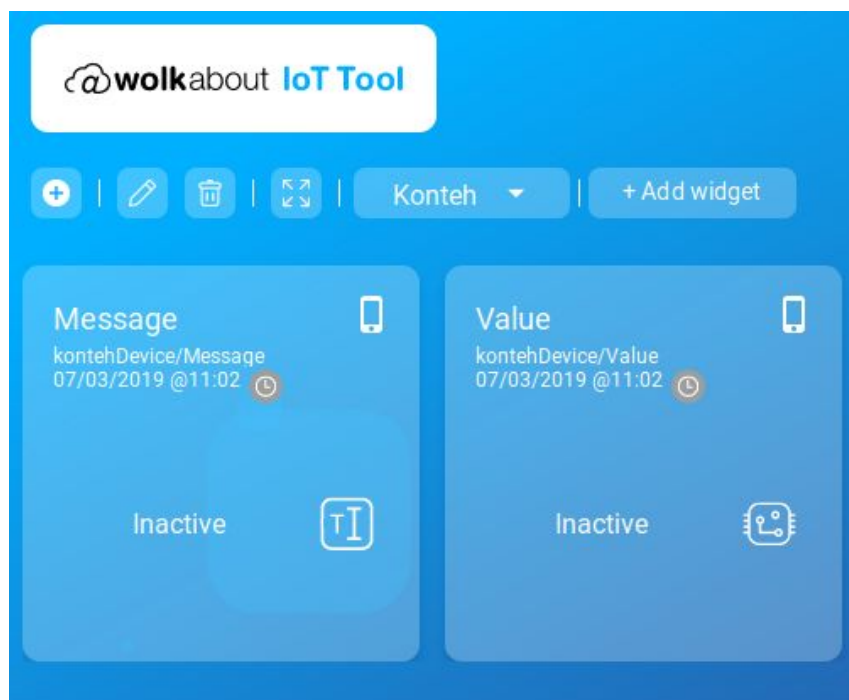 @wolkabout IoT Tool
Konteh
+ Add widget
Message
kontehDevice/Message
07/03/2019 @11:02
Inactive
TI
Value
kontehDevice/Value
07/03/2019 @11:02
Inactive